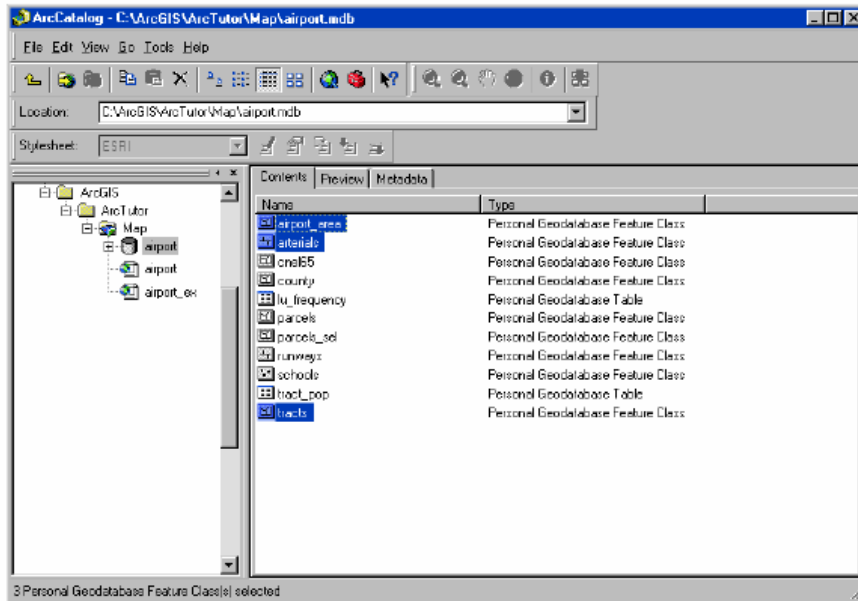 ArcCatalog - C:\ArcGIS\ArcTutor\Map\airport.mdb
File Edit View Go Tools Help
Location: C:\ArcGIS\ArcTutor\Map\airport.mdb
Stylesheet: ESRI
ArcGIS
ArcTutor
Map
airport
airport
airport_ex
Contents Preview Metadata
Name Type
airport_area Personal Geodatabase Feature Class
arterials Personal Geodatabase Feature Class
cnel65 Personal Geodatabase Feature Class
county Personal Geodatabase Feature Class
lu_frequency Personal Geodatabase Table
parcels Personal Geodatabase Feature Class
parcels_sel Personal Geodatabase Feature Class
runways Personal Geodatabase Feature Class
schools Personal Geodatabase Feature Class
tract_pop Personal Geodatabase Table
tracts Personal Geodatabase Feature Class
3 Personal Geodatabase Feature Class(s) selected